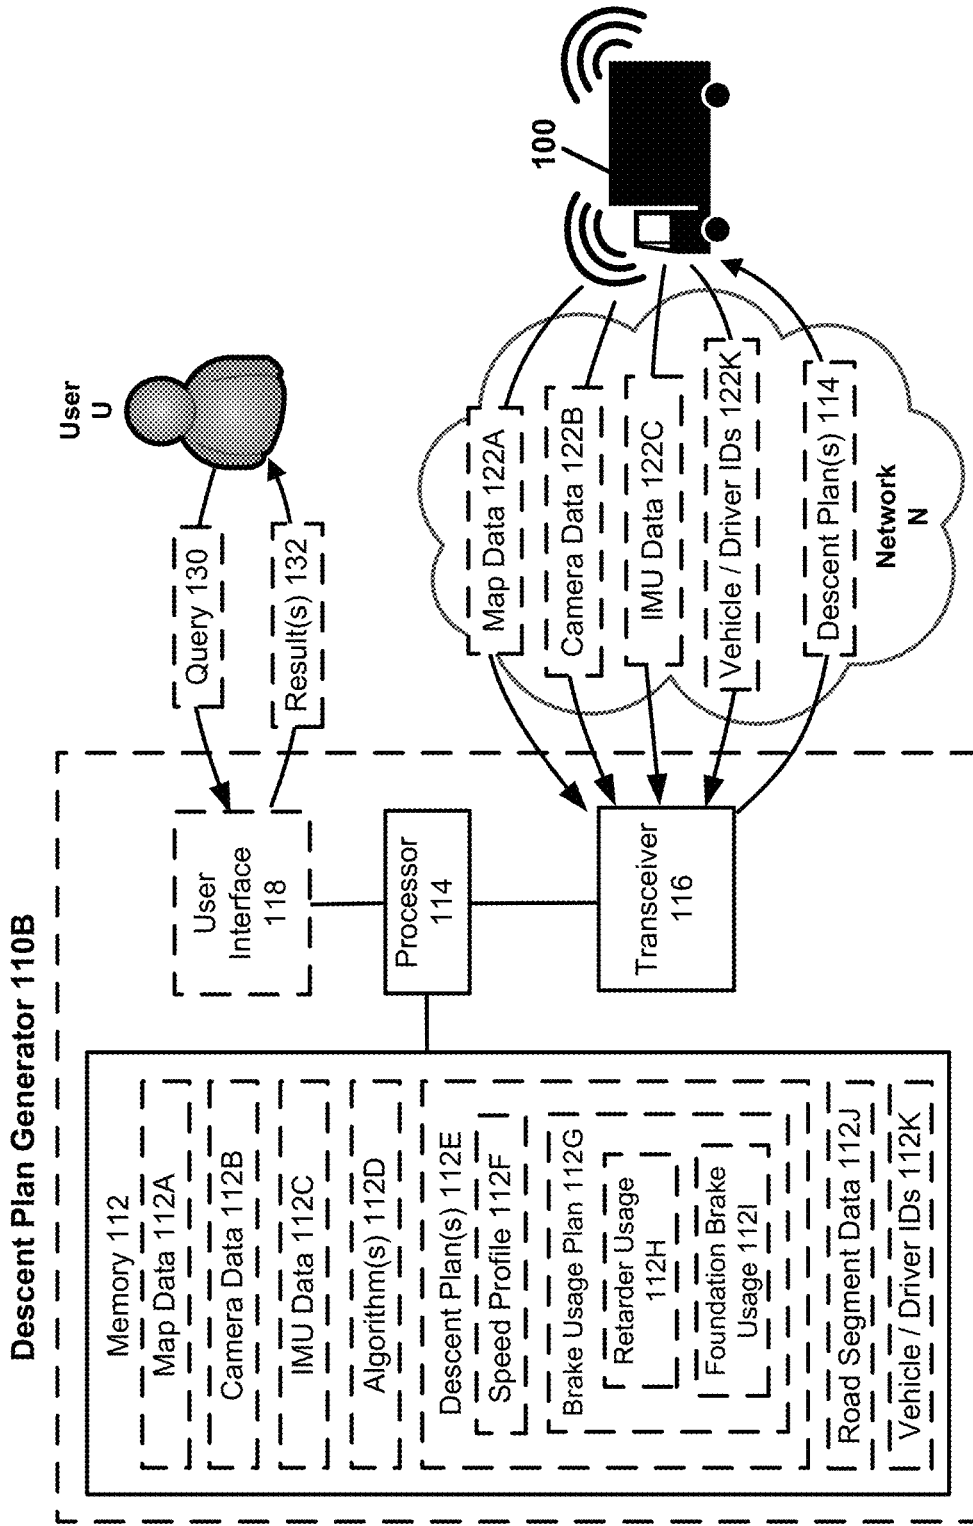 Descent Plan Generator 110B
Memory 112
Map Data 112A
Camera Data 112B
IMU Data 112C
Algorithm(s) 112D
Descent Plan(s) 112E
Speed Profile 112F
Brake Usage Plan 112G
Retarder Usage
112H
Foundation Brake
Usage 112I
Road Segment Data 112J
Vehicle / Driver IDs 112K
User
Interface
118
Processor
114
Transceiver
116
Query 130
Result(s) 132
User
U
Map Data 122A
Camera Data 122B
IMU Data 122C
Vehicle / Driver IDs 122K
Descent Plan(s) 114
Network
N
100